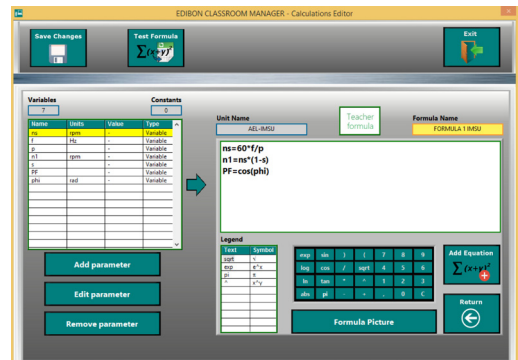 EDIBON CLASSROOM MANAGER - Calculations Editor
Save Changes
Test Formula
∑(x+y)²
Exit
Variables
Constants
7
0
Name Units Value Type
ns rpm - Variable
f Hz - Variable
p - Variable
n1 rpm - Variable
s - Variable
PF - Variable
phi rad - Variable
Add parameter
Edit parameter
Remove parameter
Unit Name
AEL-IMSU
Teacher formula
Formula Name
FORMULA 1 IMSU
ns=60*f/p
n1=ns*(1-s)
PF=cos(phi)
Legend
Text Symbol
sqrt √
exp e^x
pi π
^ x^y
exp sin ) ( 7 8 9
log cos / sqrt 4 5 6
ln tan * ^ 1 2 3
abs pi - + . 0 C
Formula Picture
Add Equation
∑(x+y)²
Return